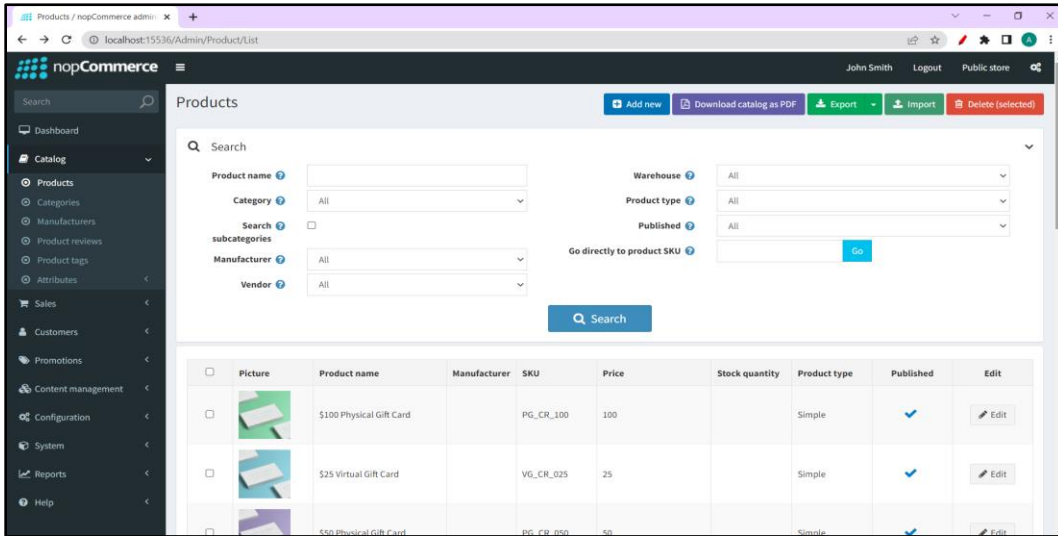 Products / nopCommerce admin
localhost:15536/Admin/Product/List
A
nopCommerce
John Smith Logout Public store
Search
Dashboard
Catalog
Products
Categories
Manufacturers
Product reviews
Product tags
Attributes
Sales
Customers
Promotions
Content management
Configuration
System
Reports
Help
Products
Add new Download catalog as PDF Export Import Delete (selected)
Search
Product name
Category All
Search subcategories
Manufacturer All
Vendor All
Warehouse All
Product type All
Published All
Go directly to product SKU Go
Search
Picture Product name Manufacturer SKU Price Stock quantity Product type Published Edit
$100 Physical Gift Card PG_CR_100 100 Simple Edit
$25 Virtual Gift Card VG_CR_025 25 Simple Edit
$50 Physical Gift Card PG_CR_050 50 Simple Edit